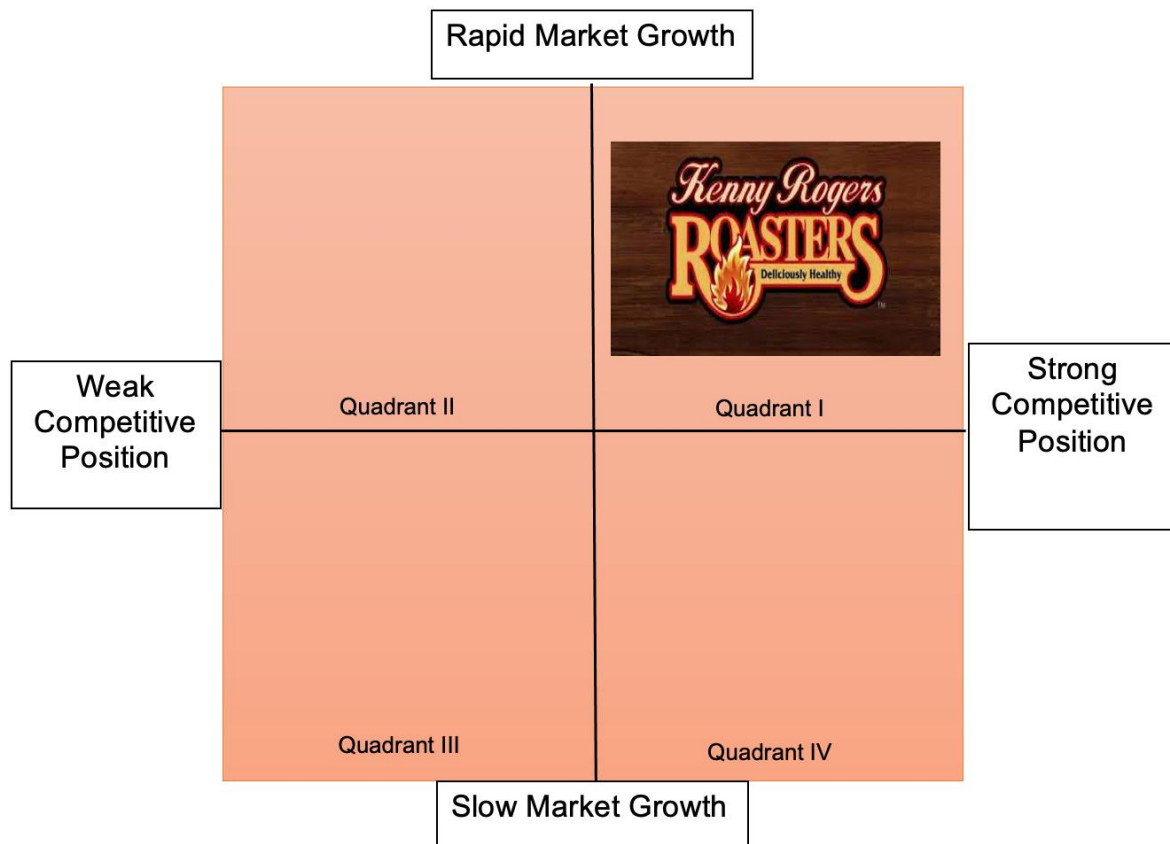 Rapid Market Growth
Kenny Rogers
ROASTERS
Deliciously Healthy
TM
Weak
Competitive
Position
Strong
Competitive
Position
Quadrant II
Quadrant I
Quadrant III
Quadrant IV
Slow Market Growth